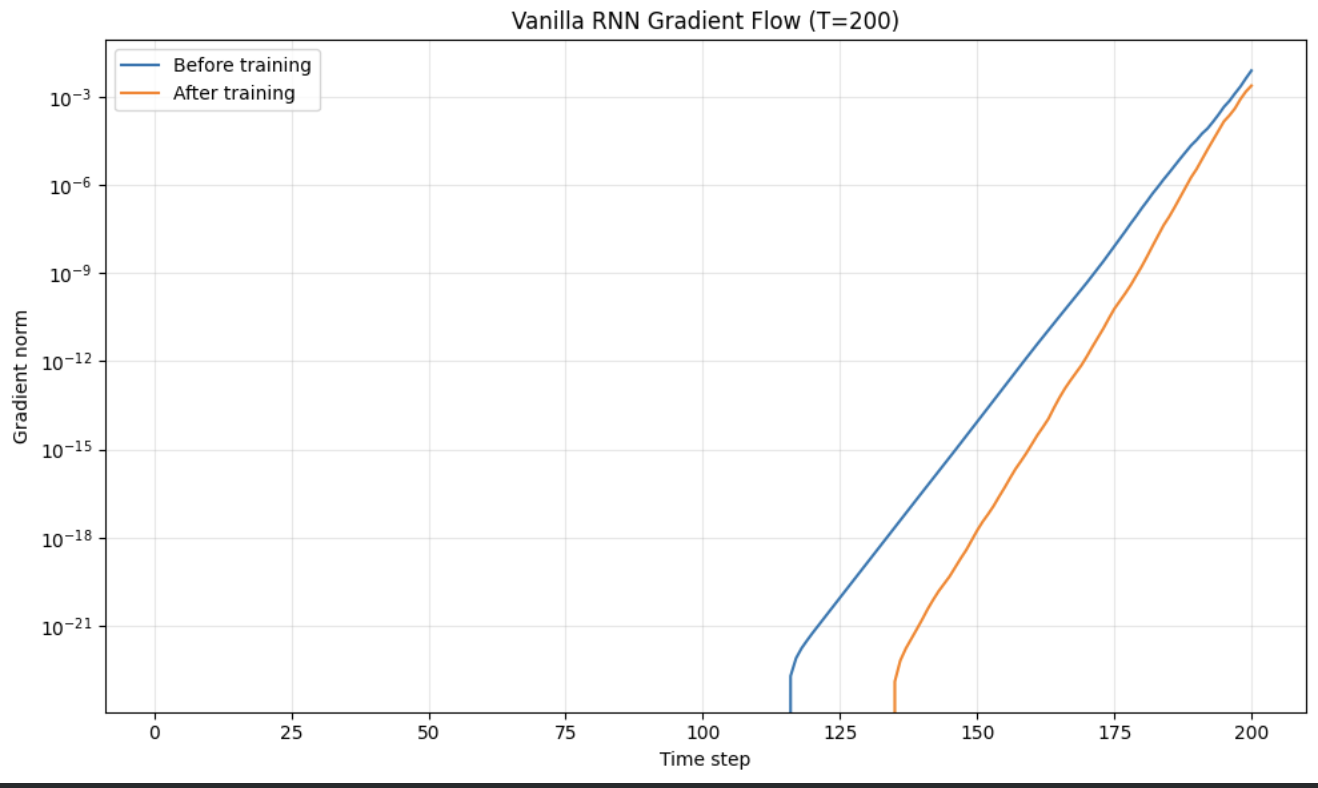 Vanilla RNN Gradient Flow (T=200)
Before training
After training
Gradient norm
10⁻³
10⁻⁶
10⁻⁹
10⁻¹²
10⁻¹⁵
10⁻¹⁸
10⁻²¹
0 25 50 75 100 125 150 175 200
Time step